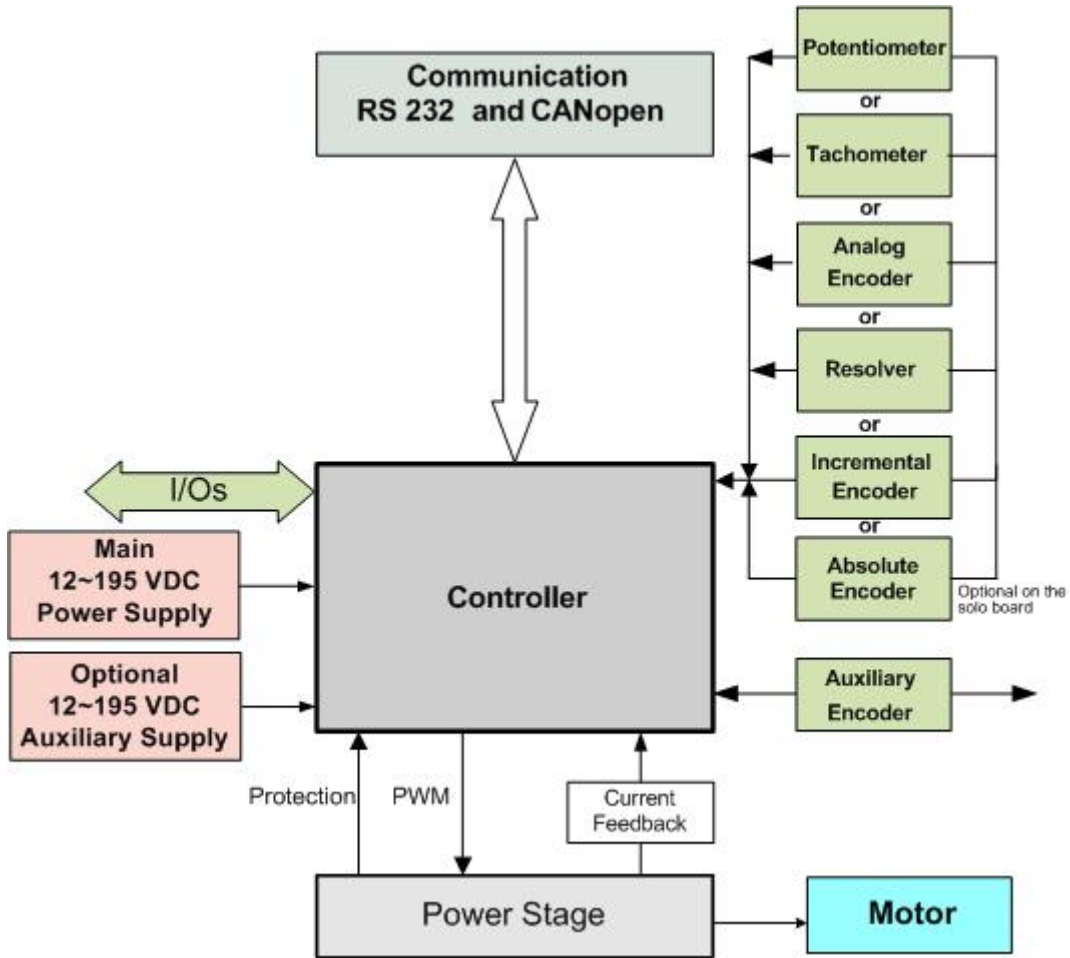 Communication
RS 232 and CANopen
Potentiometer
or
Tachometer
or
Analog
Encoder
or
Resolver
or
Incremental
Encoder
or
Absolute
Encoder
Optional on the
solo board
Auxiliary
Encoder
I/Os
Main
12~195 VDC
Power Supply
Optional
12~195 VDC
Auxiliary Supply
Controller
Protection
PWM
Current
Feedback
Power Stage
Motor